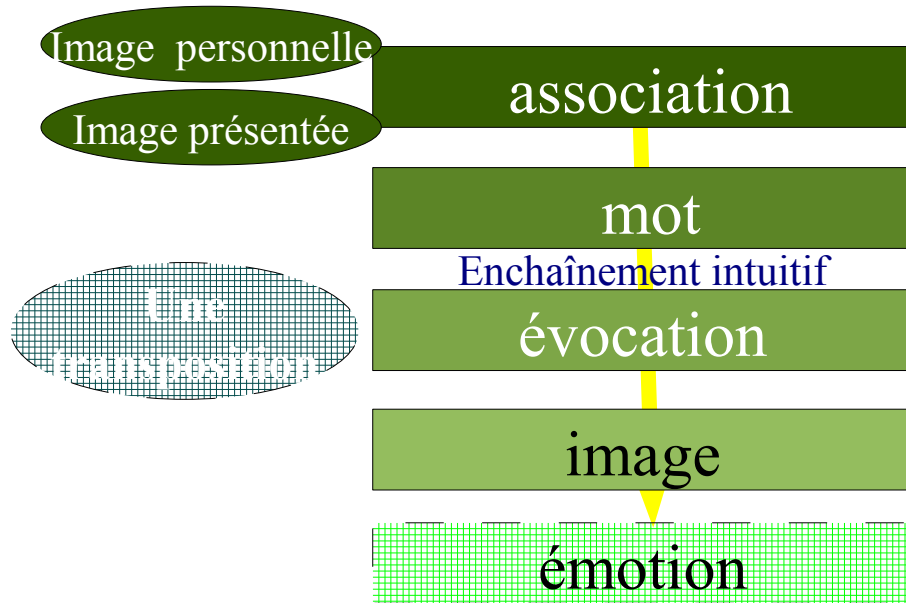 Image personnelle
association
Image présentée
mot
Enchaînement intuitif
Une
transposition
évocation
image
émotion